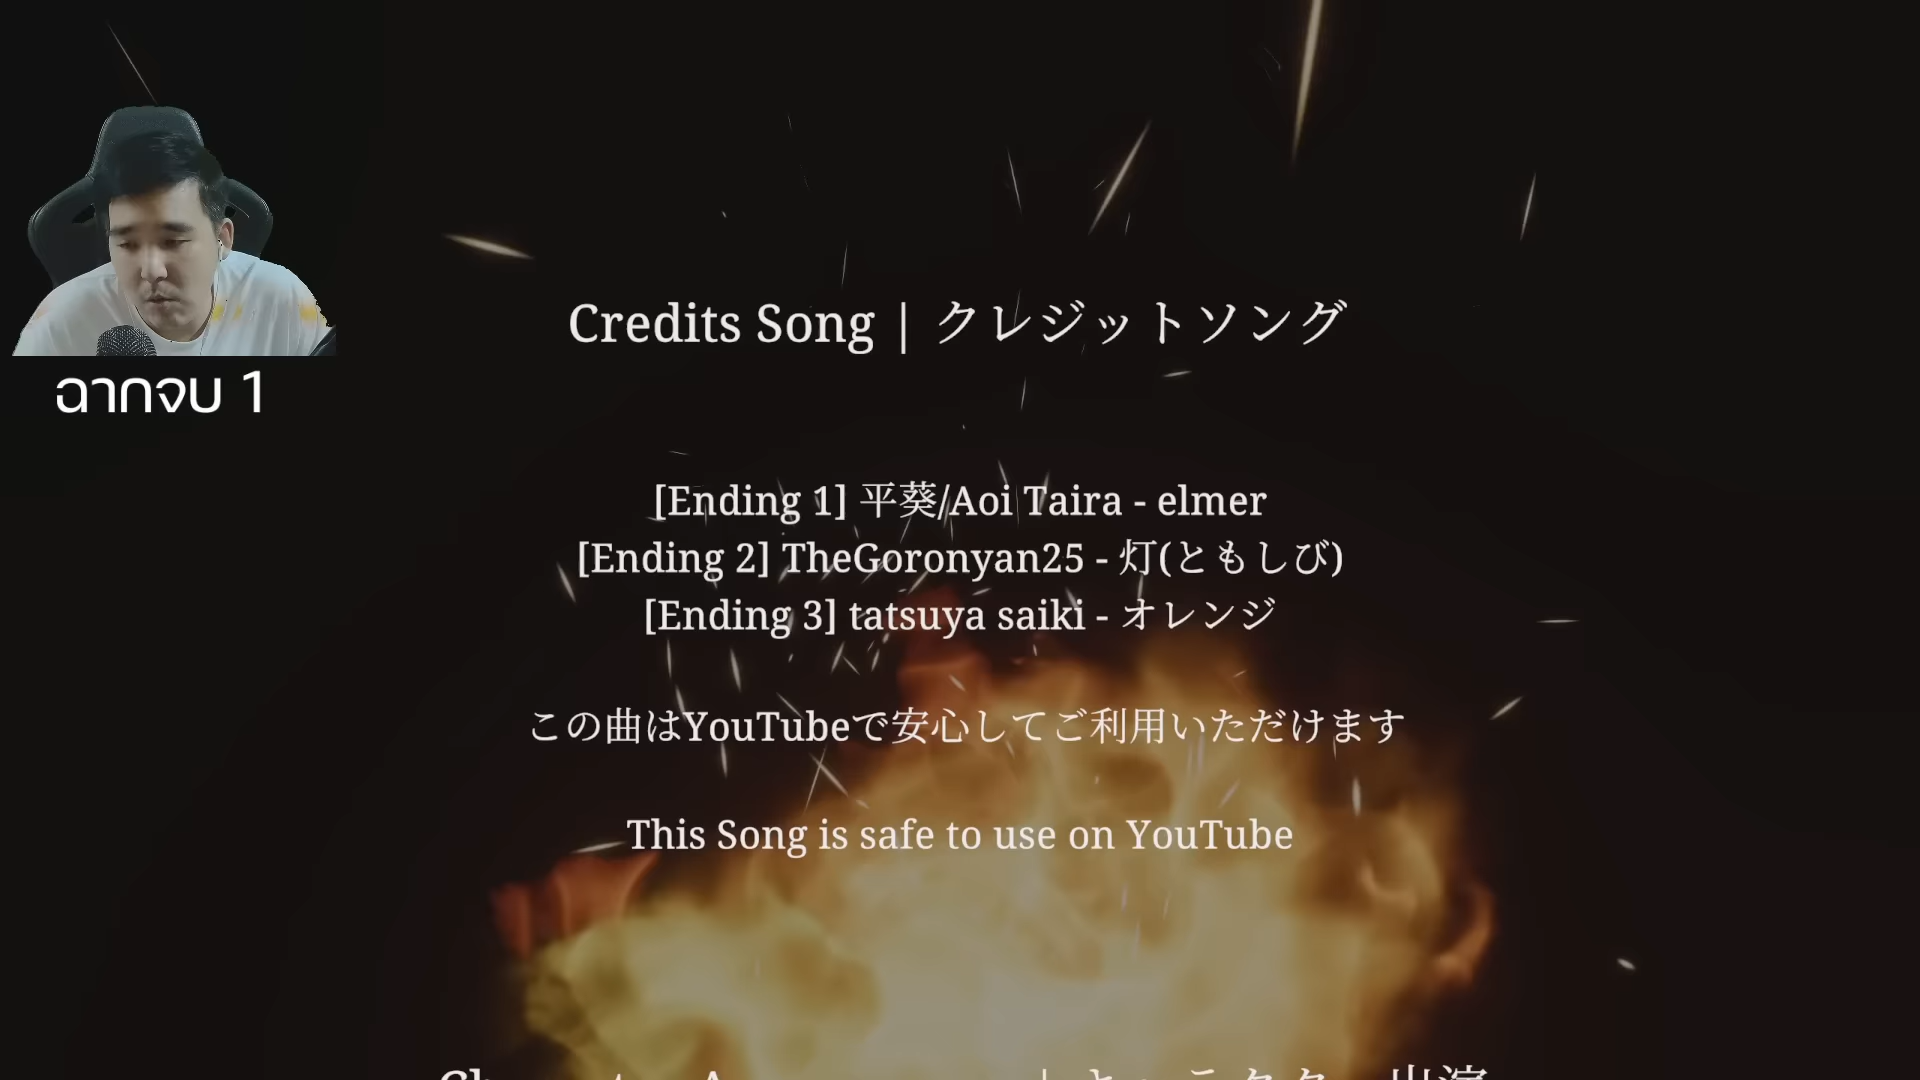 ฉากจบ 1
Credits Song | クレジットソング
[Ending 1] 平葵/Aoi Taira - elmer
[Ending 2] TheGoronyan25 - 灯(ともしび)
[Ending 3] tatsuya saiki - オレンジ
この曲はYouTubeで安心してご利用いただけます
This Song is safe to use on YouTube